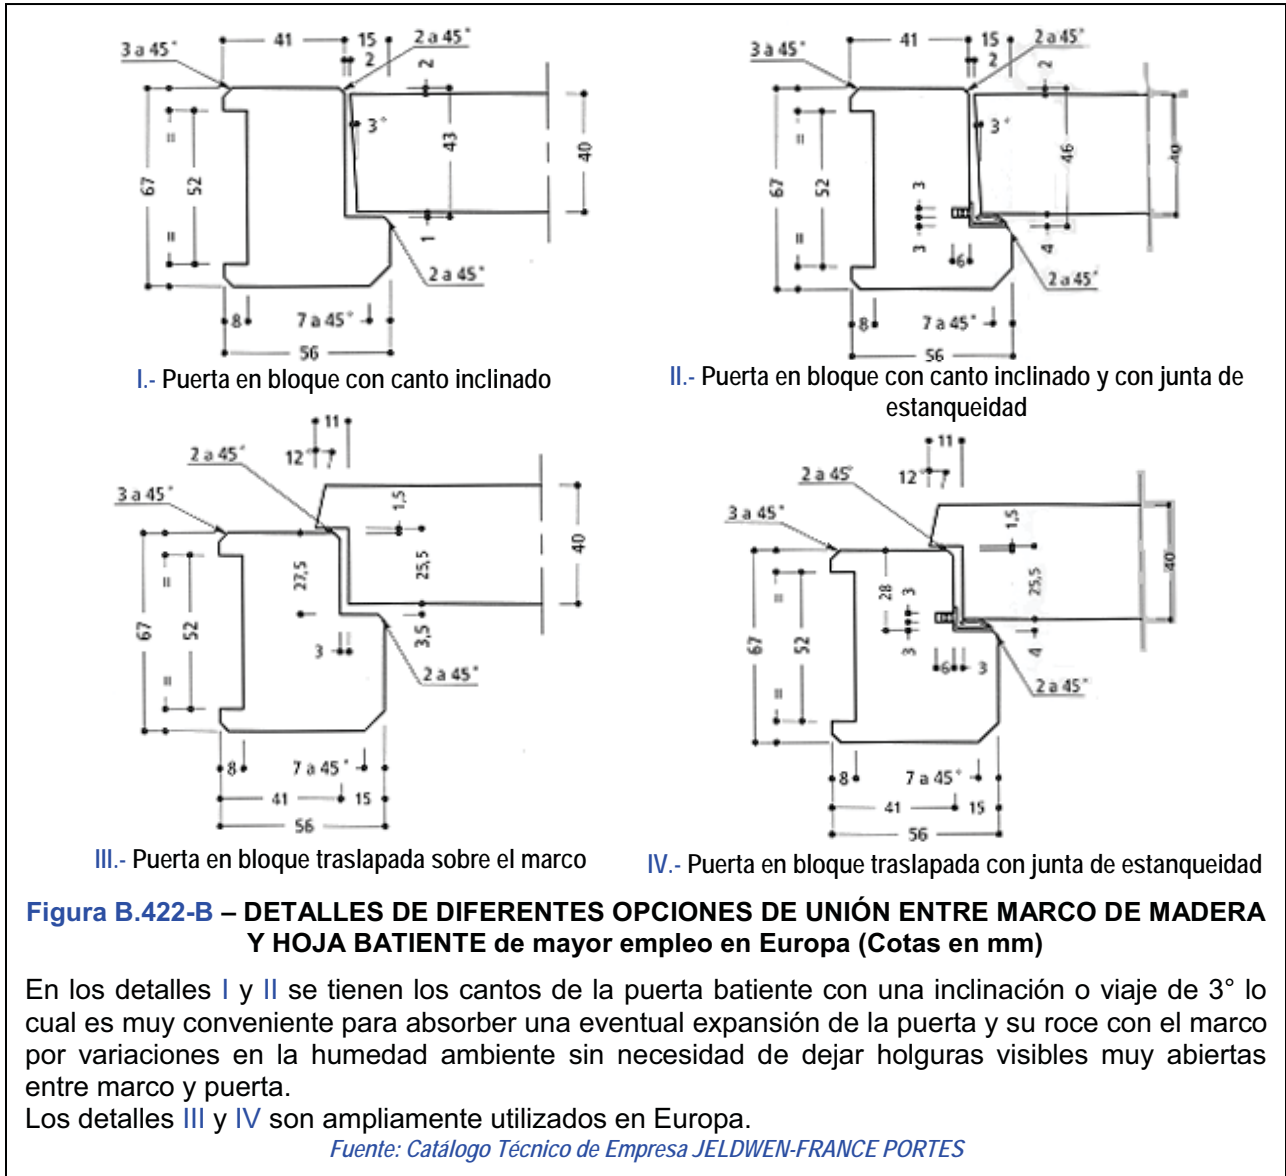 41 15 2 a 45°
3 a 45° 2 2
3°
67 52 43 40
= =
1
2 a 45°
8 7 a 45°
56
I.- Puerta en bloque con canto inclinado
41 15 2 a 45°
3 a 45° 2 2
3°
67 52 3 46 40
= =
3 6 4
2 a 45°
8 7 a 45°
56
II.- Puerta en bloque con canto inclinado y con junta de
estanqueidad
11
2 a 45° 12°
3 a 45° 1,5
27,5 25,5 40
67 52
= =
3 3,5
2 a 45°
8 7 a 45°
41 15
56
III.- Puerta en bloque traslapada sobre el marco
11
2 a 45° 12°
3 a 45° 1,5
28 3 25,5 40
67 52
= =
3 6 3 4
2 a 45°
8 7 a 45°
41 15
56
IV.- Puerta en bloque traslapada con junta de estanqueidad
Figura B.422-B – DETALLES DE DIFERENTES OPCIONES DE UNIÓN ENTRE MARCO DE MADERA
Y HOJA BATIENTE de mayor empleo en Europa (Cotas en mm)
En los detalles I y II se tienen los cantos de la puerta batiente con una inclinación o viaje de 3° lo
cual es muy conveniente para absorber una eventual expansión de la puerta y su roce con el marco
por variaciones en la humedad ambiente sin necesidad de dejar holguras visibles muy abiertas
entre marco y puerta.
Los detalles III y IV son ampliamente utilizados en Europa.
Fuente: Catálogo Técnico de Empresa JELDWEN-FRANCE PORTES